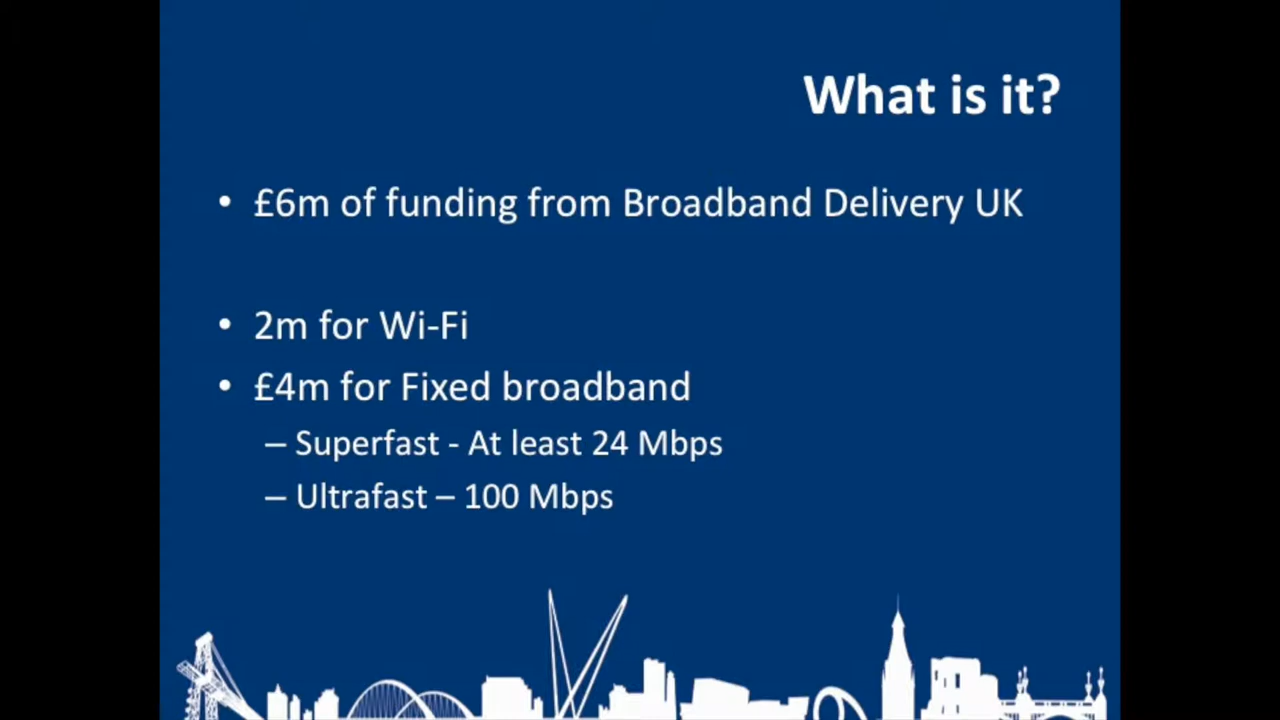 What is it?
• £6m of funding from Broadband Delivery UK
• 2m for Wi-Fi
• £4m for Fixed broadband
– Superfast - At least 24 Mbps
– Ultrafast – 100 Mbps